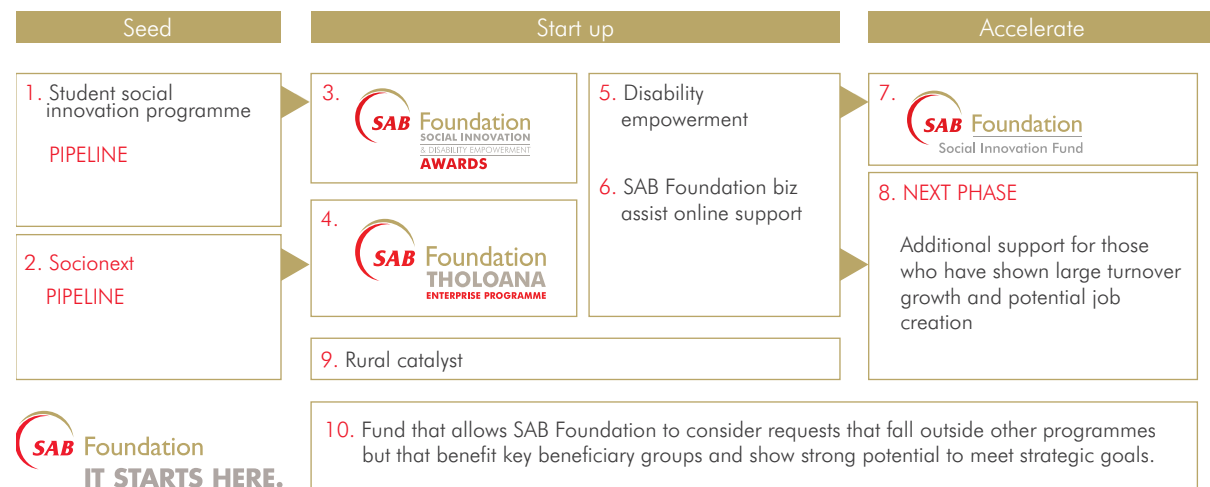 Seed
Start up
Accelerate
1. Student social
innovation programme
PIPELINE
2. Socionext
PIPELINE
3.
SAB Foundation
SOCIAL INNOVATION
& DISABILITY EMPOWERMENT
AWARDS
4.
SAB Foundation
THOLOANA
ENTERPRISE PROGRAMME
5. Disability
empowerment
6. SAB Foundation biz
assist online support
7.
SAB Foundation
Social Innovation Fund
8. NEXT PHASE
Additional support for those
who have shown large turnover
growth and potential job
creation
9. Rural catalyst
SAB Foundation
IT STARTS HERE.
10. Fund that allows SAB Foundation to consider requests that fall outside other programmes
but that benefit key beneficiary groups and show strong potential to meet strategic goals.